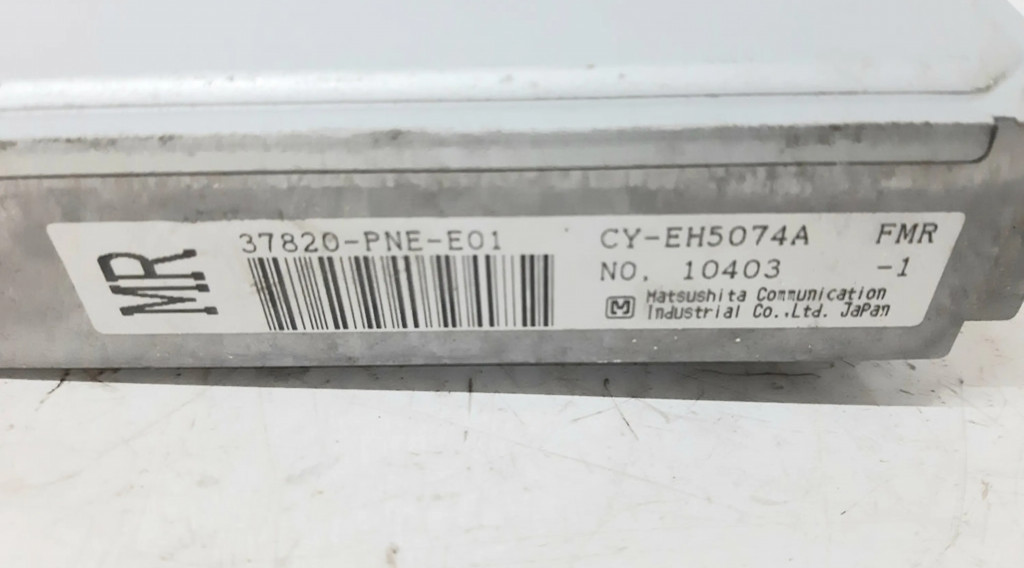 MR
37820-PNE-E01
CY-EH5074A FMR
NO. 10403 -1
M Matsushita Communication
Industrial Co.,Ltd. JaPan